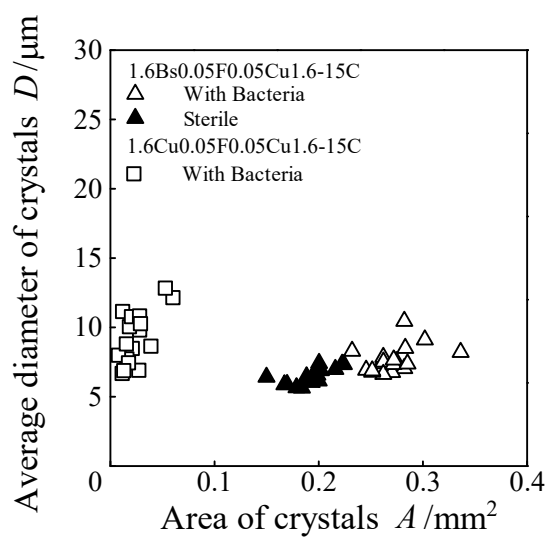 Average diameter of crystals D/μm
30
25
20
15
10
5
0
1.6Bs0.05F0.05Cu1.6-15C
With Bacteria
Sterile
1.6Cu0.05F0.05Cu1.6-15C
With Bacteria
0.1 0.2 0.3 0.4
Area of crystals A/mm²